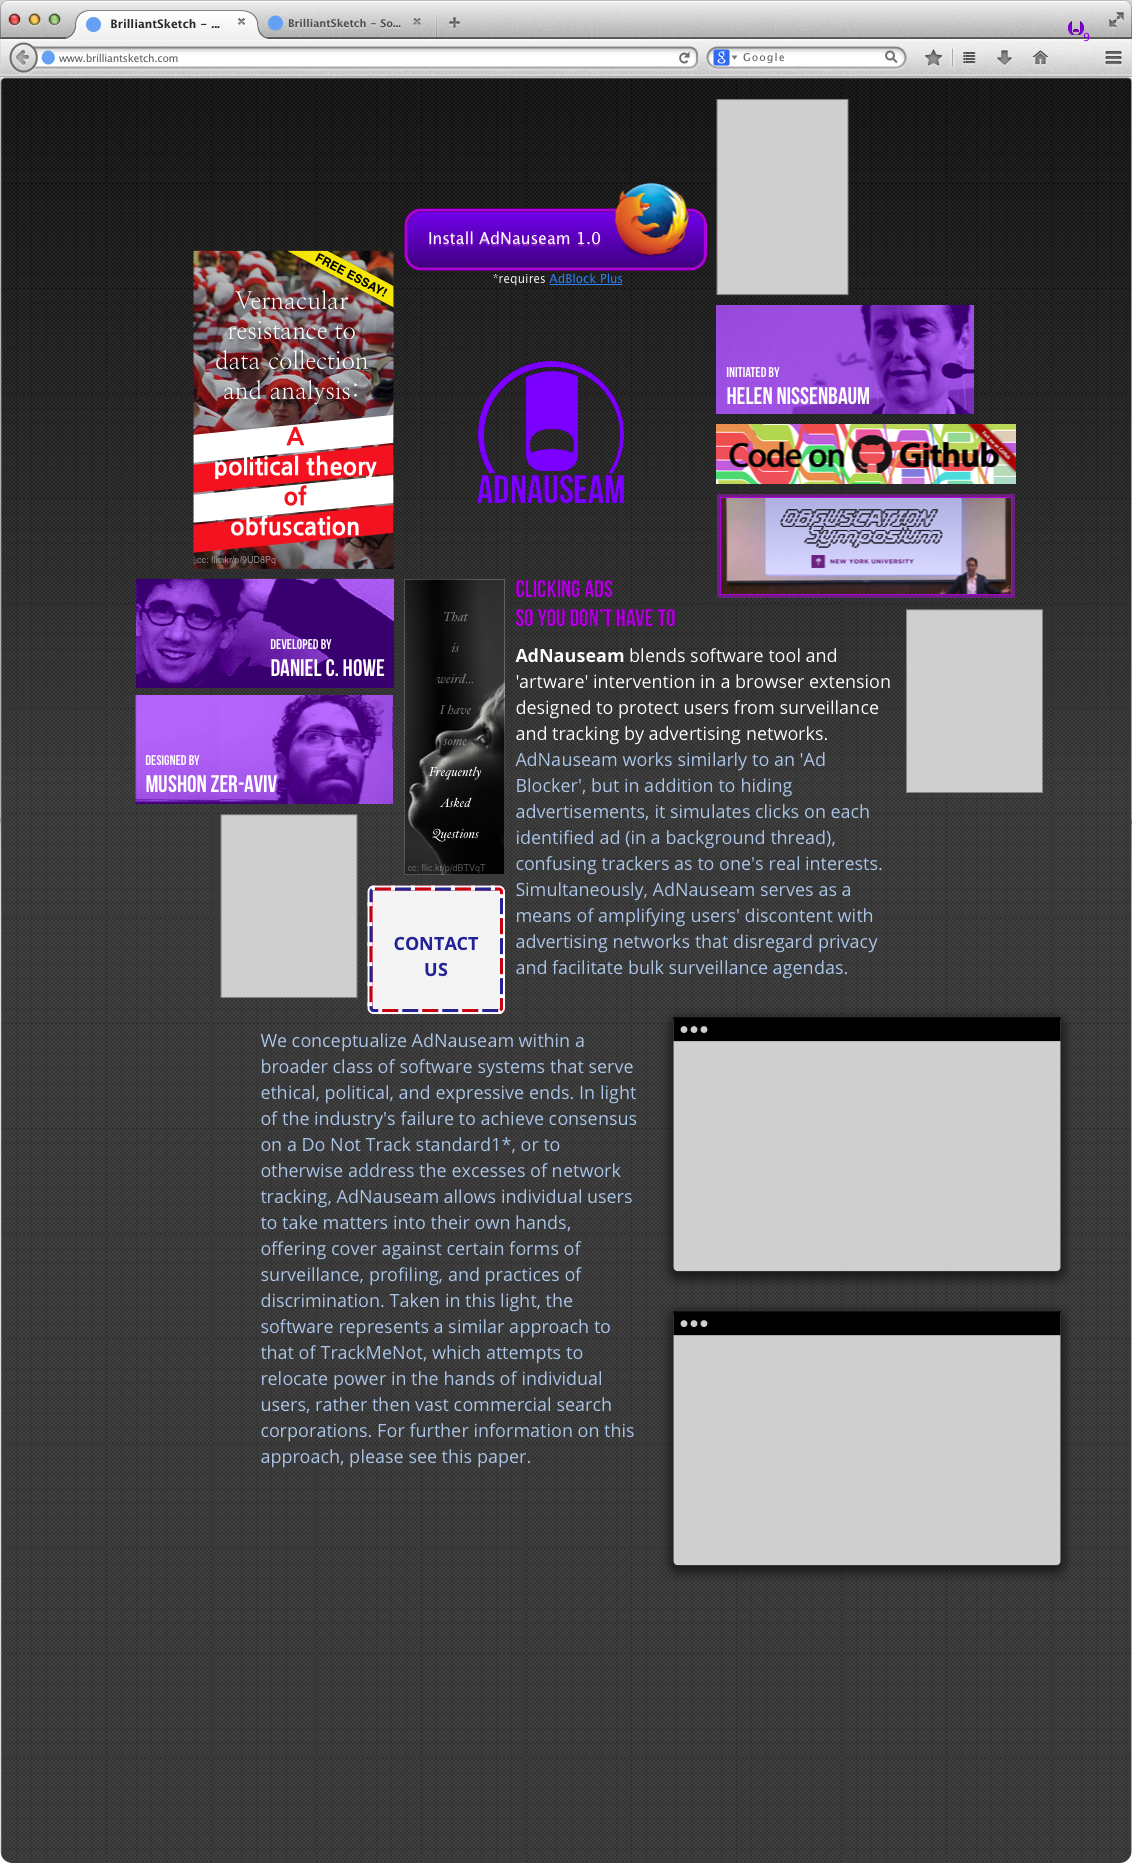 BrilliantSketch - ...
BrilliantSketch - So...
9
www.brilliantsketch.com
8
Google
Install AdNauseam 1.0
*requires AdBlock Plus
FREE ESSAY!
Vernacular
resistance to
data collection
and analysis:
A
political theory
of
obfuscation
cc: flic.kr/p/9UD8Pq
ADNAUSEAM
INITIATED BY
HELEN NISSENBAUM
Code on Github
OBFUSCATION
Symposium
NEW YORK UNIVERSITY
DEVELOPED BY
DANIEL C. HOWE
DESIGNED BY
MUSHON ZER-AVIV
That
is
weird...
I have
some
Frequently
Asked
Questions
cc: flic.kr/p/dBTVqT
CONTACT
US
CLICKING ADS
SO YOU DON'T HAVE TO
AdNauseam blends software tool and
'artware' intervention in a browser extension
designed to protect users from surveillance
and tracking by advertising networks.
AdNauseam works similarly to an 'Ad
Blocker', but in addition to hiding
advertisements, it simulates clicks on each
identified ad (in a background thread),
confusing trackers as to one's real interests.
Simultaneously, AdNauseam serves as a
means of amplifying users' discontent with
advertising networks that disregard privacy
and facilitate bulk surveillance agendas.
We conceptualize AdNauseam within a
broader class of software systems that serve
ethical, political, and expressive ends. In light
of the industry's failure to achieve consensus
on a Do Not Track standard1*, or to
otherwise address the excesses of network
tracking, AdNauseam allows individual users
to take matters into their own hands,
offering cover against certain forms of
surveillance, profiling, and practices of
discrimination. Taken in this light, the
software represents a similar approach to
that of TrackMeNot, which attempts to
relocate power in the hands of individual
users, rather then vast commercial search
corporations. For further information on this
approach, please see this paper.